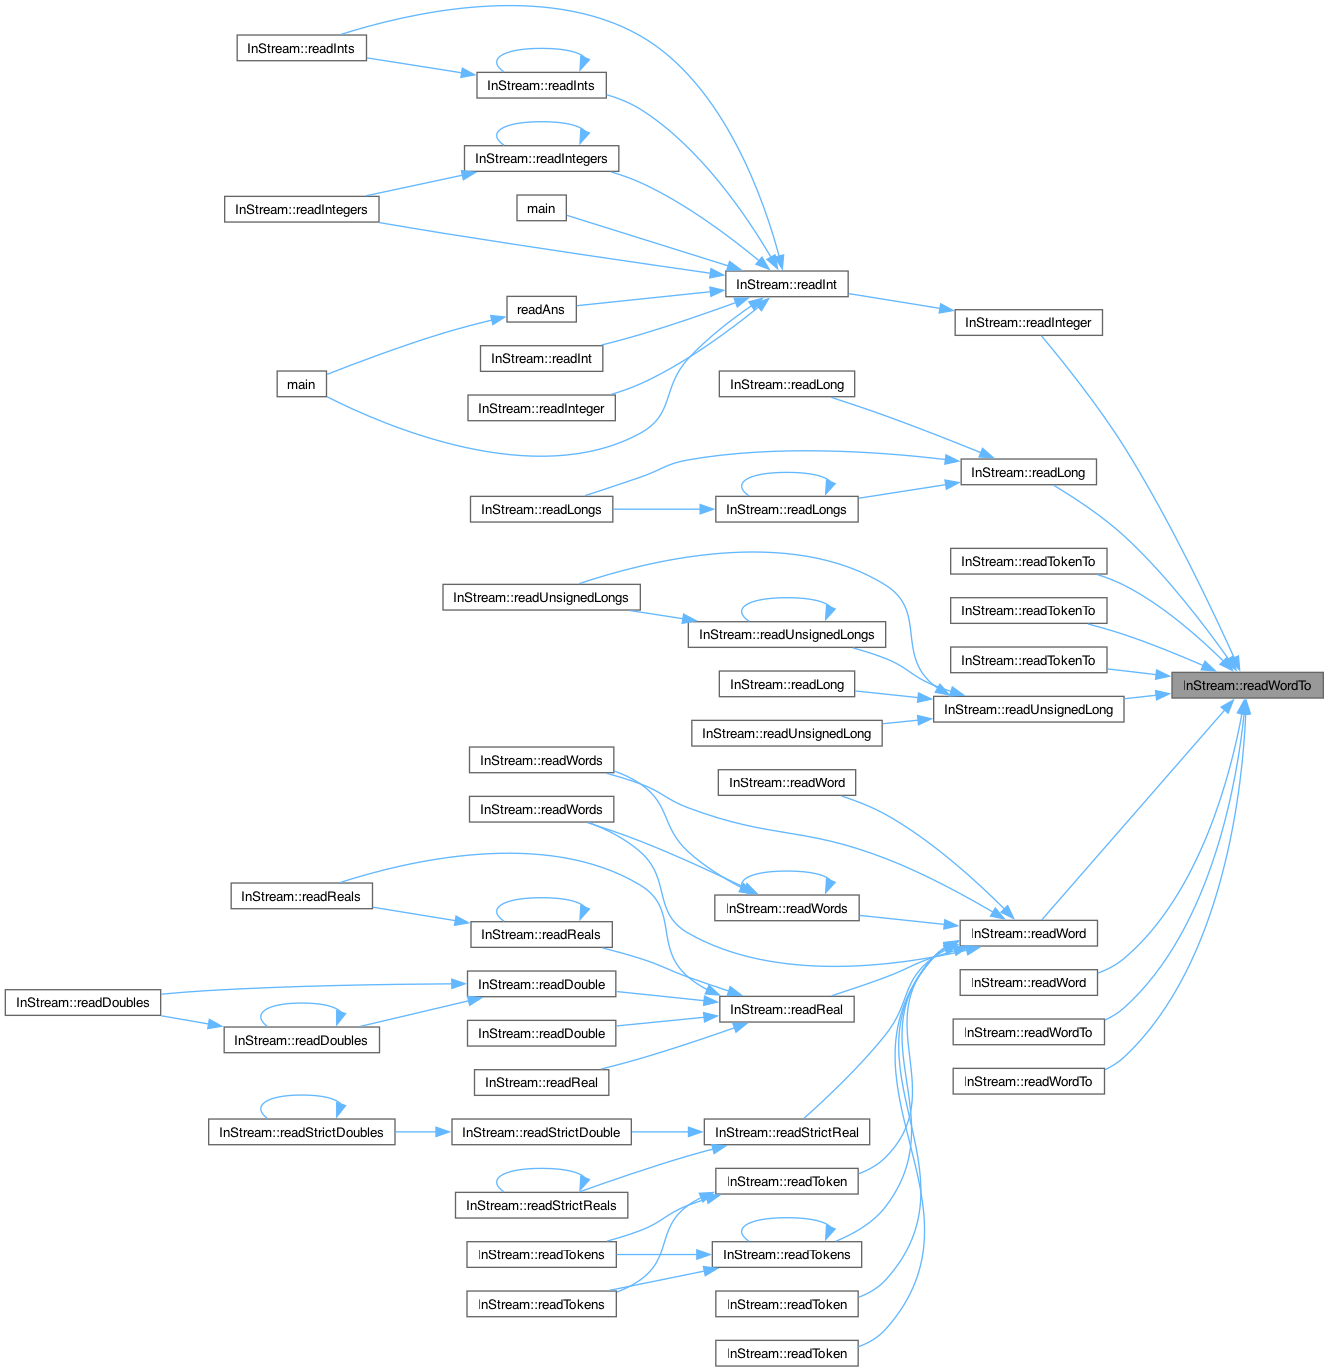 InStream::readInts
InStream::readInts
InStream::readIntegers
InStream::readIntegers
main
InStream::readInt
readAns
InStream::readInteger
InStream::readInt
main
InStream::readLong
InStream::readInteger
InStream::readLong
InStream::readLongs
InStream::readLongs
InStream::readTokenTo
InStream::readUnsignedLongs
InStream::readTokenTo
InStream::readUnsignedLongs
InStream::readTokenTo
InStream::readLong
InStream::readWordTo
InStream::readUnsignedLong
InStream::readUnsignedLong
InStream::readWords
InStream::readWord
InStream::readWords
InStream::readReals
InStream::readWords
InStream::readReals
InStream::readWord
InStream::readDouble
InStream::readWord
InStream::readDoubles
InStream::readReal
InStream::readDouble
InStream::readWordTo
InStream::readDoubles
InStream::readReal
InStream::readWordTo
InStream::readStrictDoubles
InStream::readStrictDouble
InStream::readStrictReal
InStream::readToken
InStream::readStrictReals
InStream::readTokens
InStream::readTokens
InStream::readTokens
InStream::readToken
InStream::readToken